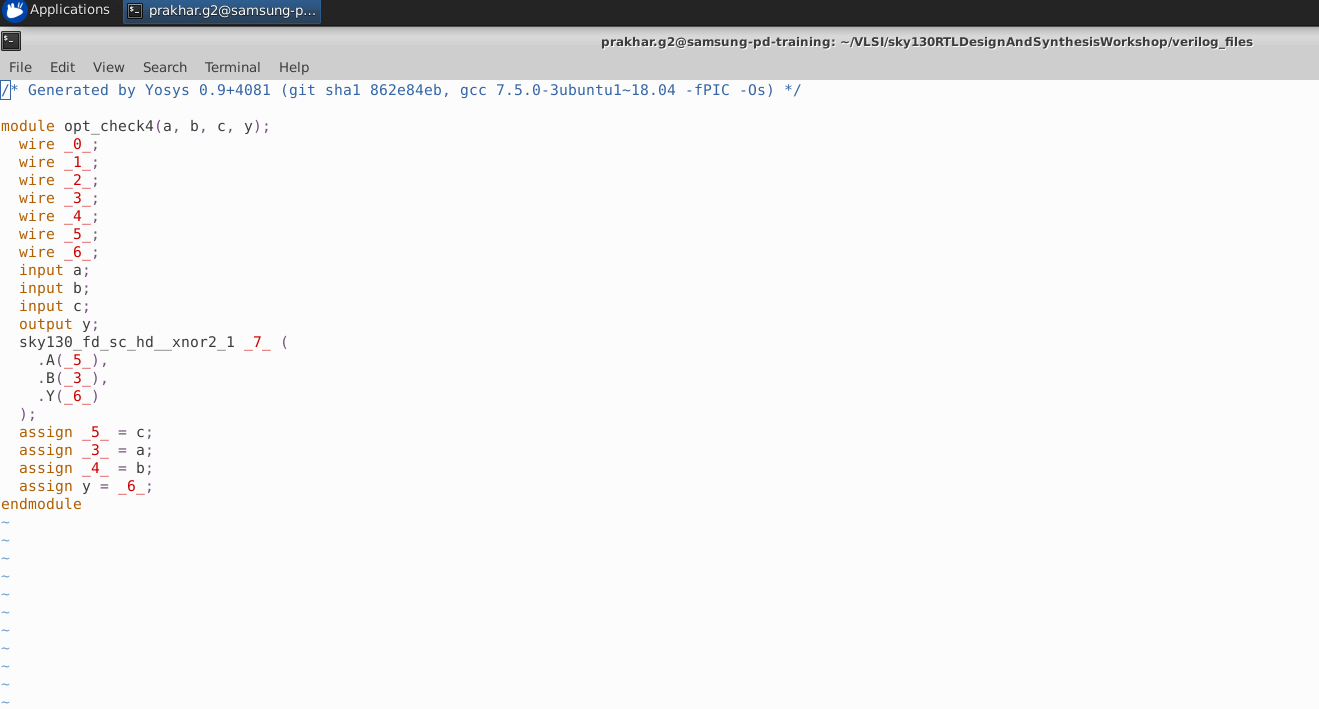 Applications prakhar.g2@samsung-p...
prakhar.g2@samsung-pd-training: ~/VLSI/sky130RTLDesignAndSynthesisWorkshop/verilog_files
File Edit View Search Terminal Help
/* Generated by Yosys 0.9+4081 (git sha1 862e84eb, gcc 7.5.0-3ubuntu1~18.04 -fPIC -Os) */
module opt_check4(a, b, c, y);
  wire _0_;
  wire _1_;
  wire _2_;
  wire _3_;
  wire _4_;
  wire _5_;
  wire _6_;
  input a;
  input b;
  input c;
  output y;
  sky130_fd_sc_hd__xnor2_1 _7_ (
    .A(_5_),
    .B(_3_),
    .Y(_6_)
  );
  assign _5_ = c;
  assign _3_ = a;
  assign _4_ = b;
  assign y = _6_;
endmodule
~
~
~
~
~
~
~
~
~
~
~